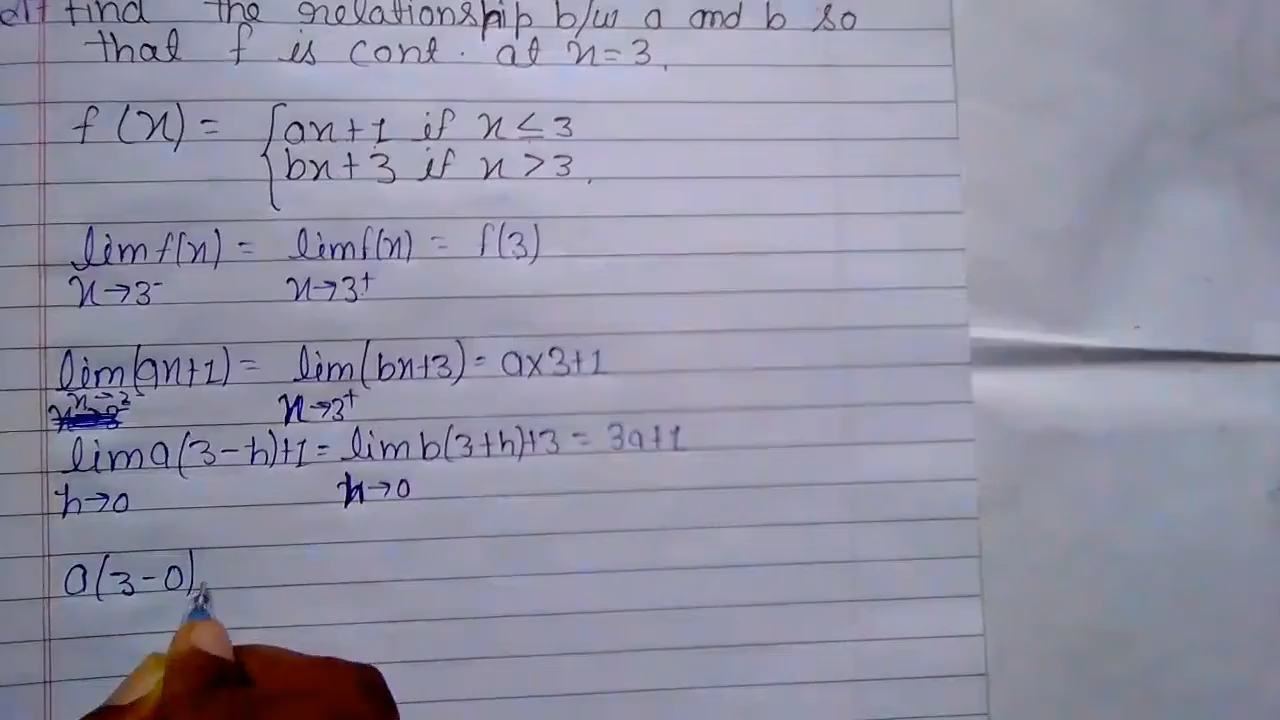 find the relationship b/w a and b so
that f is cont. at x=3.
f(x) = { ax+1 if x ≤ 3
bx+3 if x > 3.
lim f(x) = lim f(x) = f(3)
x→3⁻ x→3⁺
lim(ax+1) = lim(bx+3) = a×3+1
x→3⁻ x→3⁺
lim a(3-h)+1 = lim b(3+h)+3 = 3a+1
h→0 h→0
a(3-0)